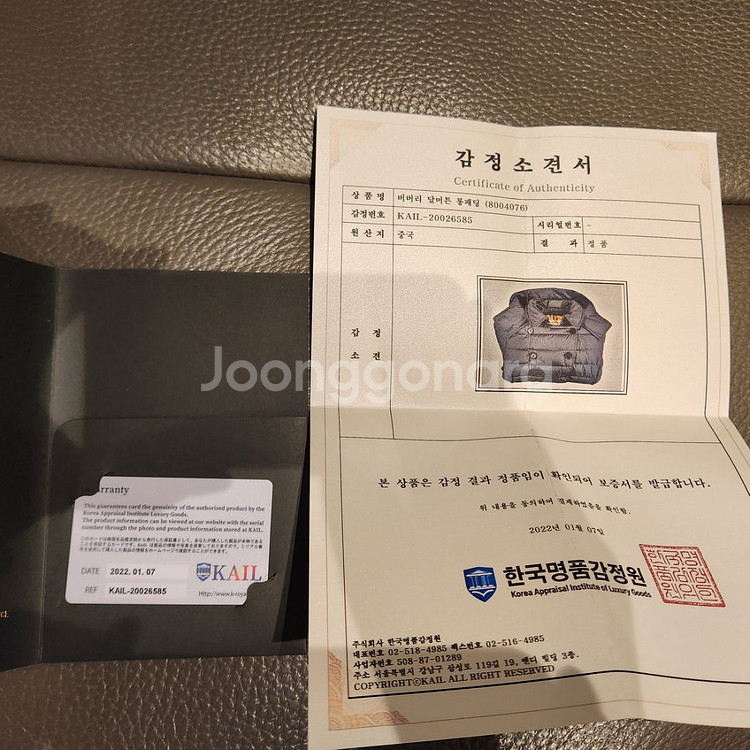 감정소견서
Certificate of Authenticity
상 품 명 버버리 달머튼 롱패딩 (8004076)
감정번호 KAIL-20026585 시리얼번호 -
원 산 지 중국 결 과 정품
감 정
소 견
Joonggonara
본 상품은 감정 결과 정품임이 확인되어 보증서를 발급합니다.
위 내용을 동의하며 결제하였음을 확인함.
2022년 01월 07일
한국명품감정원
Korea Appraisal Institute of Luxury Goods
주식회사 한국명품감정원
대표번호 02-518-4985 팩스번호 02-516-4985
사업자번호 508-87-01289
주소 서울특별시 강남구 삼성로 119길 19, 앤디 빌딩 3층.
COPYRIGHTⓒKAIL ALL RIGHT RESERVED
arranty
This guarantees card the genuinity of the authorized product by the
Korea Appraisal Institute Luxury Goods.
The product information can be viewed at our website with the serial
number through the photo and product information stored at KAIL.
DATE 2022. 01. 07
KAIL
REF KAIL-20026585
Http://www.k-roya
다.